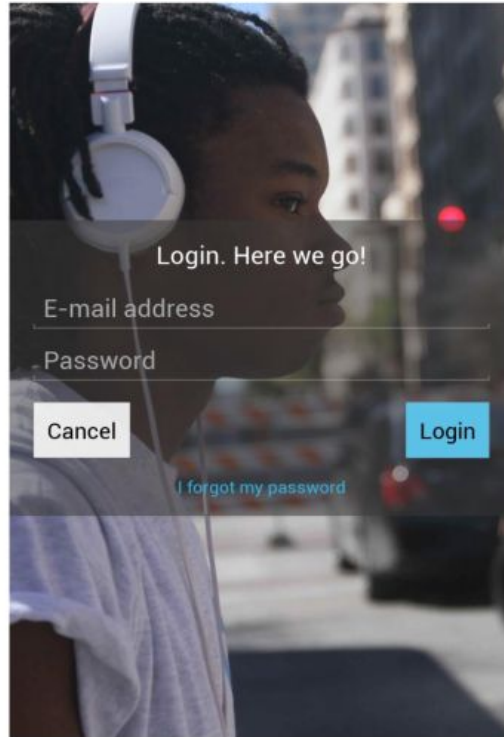 Login. Here we go!
E-mail address
Password
Cancel
Login
I forgot my password